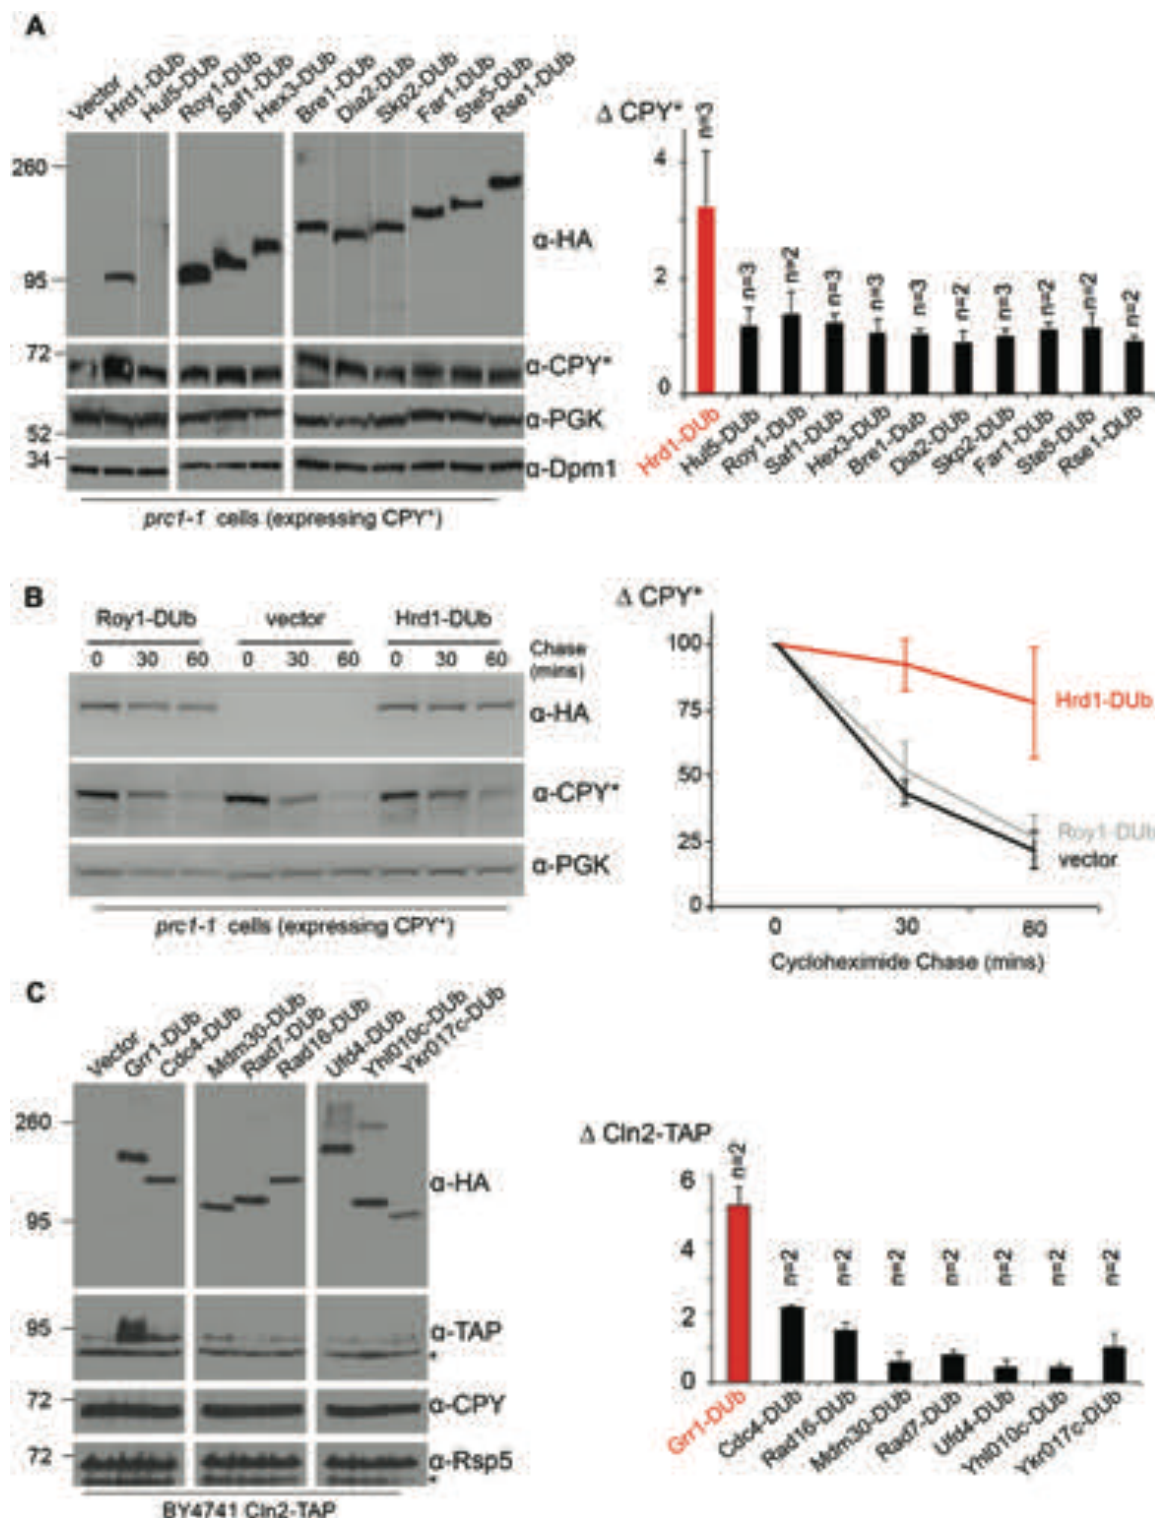 A
Vector
Hrd1-DUb
Hul5-DUb
Roy1-DUb
Saf1-DUb
Hex3-DUb
Bre1-DUb
Dia2-DUb
Skp2-DUb
Far1-DUb
Ste5-DUb
Rse1-DUb
260
95
α-HA
72
α-CPY*
α-PGK
52
34
α-Dpm1
prc1-1 cells (expressing CPY*)
Δ CPY*
4
2
0
n=3
n=3
n=2
n=3
n=3
n=3
n=2
n=3
n=2
n=2
n=2
Hrd1-DUb
Hul5-DUb
Roy1-DUb
Saf1-DUb
Hex3-DUb
Bre1-Dub
Dia2-DUb
Skp2-DUb
Far1-DUb
Ste5-DUb
Rse1-DUb
B
Roy1-DUb vector Hrd1-DUb
0 30 60 0 30 60 0 30 60 Chase (mins)
α-HA
α-CPY*
α-PGK
prc1-1 cells (expressing CPY*)
Δ CPY*
100
75
50
25
0
Hrd1-DUb
Roy1-DUb
vector
0 30 60
Cycloheximide Chase (mins)
C
Vector
Grr1-DUb
Cdc4-DUb
Mdm30-DUb
Rad7-DUb
Rad16-DUb
Ufd4-DUb
Yhl010c-DUb
Ykr017c-DUb
260
α-HA
95
95
α-TAP
*
72
α-CPY
72
α-Rsp5
*
BY4741 Cln2-TAP
Δ Cln2-TAP
6
4
2
0
n=2
n=2
n=2
n=2
n=2
n=2
n=2
n=2
Grr1-DUb
Cdc4-DUb
Rad16-DUb
Mdm30-DUb
Rad7-DUb
Ufd4-DUb
Yhl010c-DUb
Ykr017c-DUb